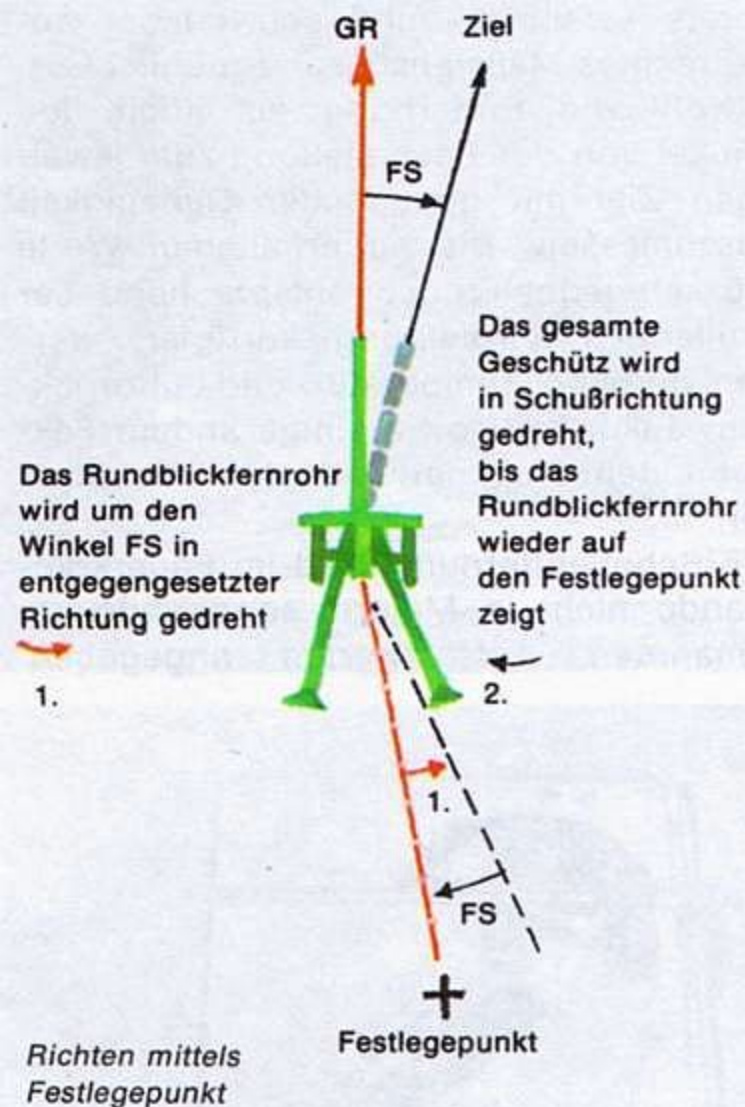 GR
Ziel
FS
Das gesamte
Geschütz wird
in Schußrichtung
gedreht,
bis das
Rundblickfernrohr
wieder auf
den Festlegepunkt
zeigt
2.
Das Rundblickfernrohr
wird um den
Winkel FS in
entgegengesetzter
Richtung gedreht
1.
1.
FS
Festlegepunkt
Richten mittels
Festlegepunkt